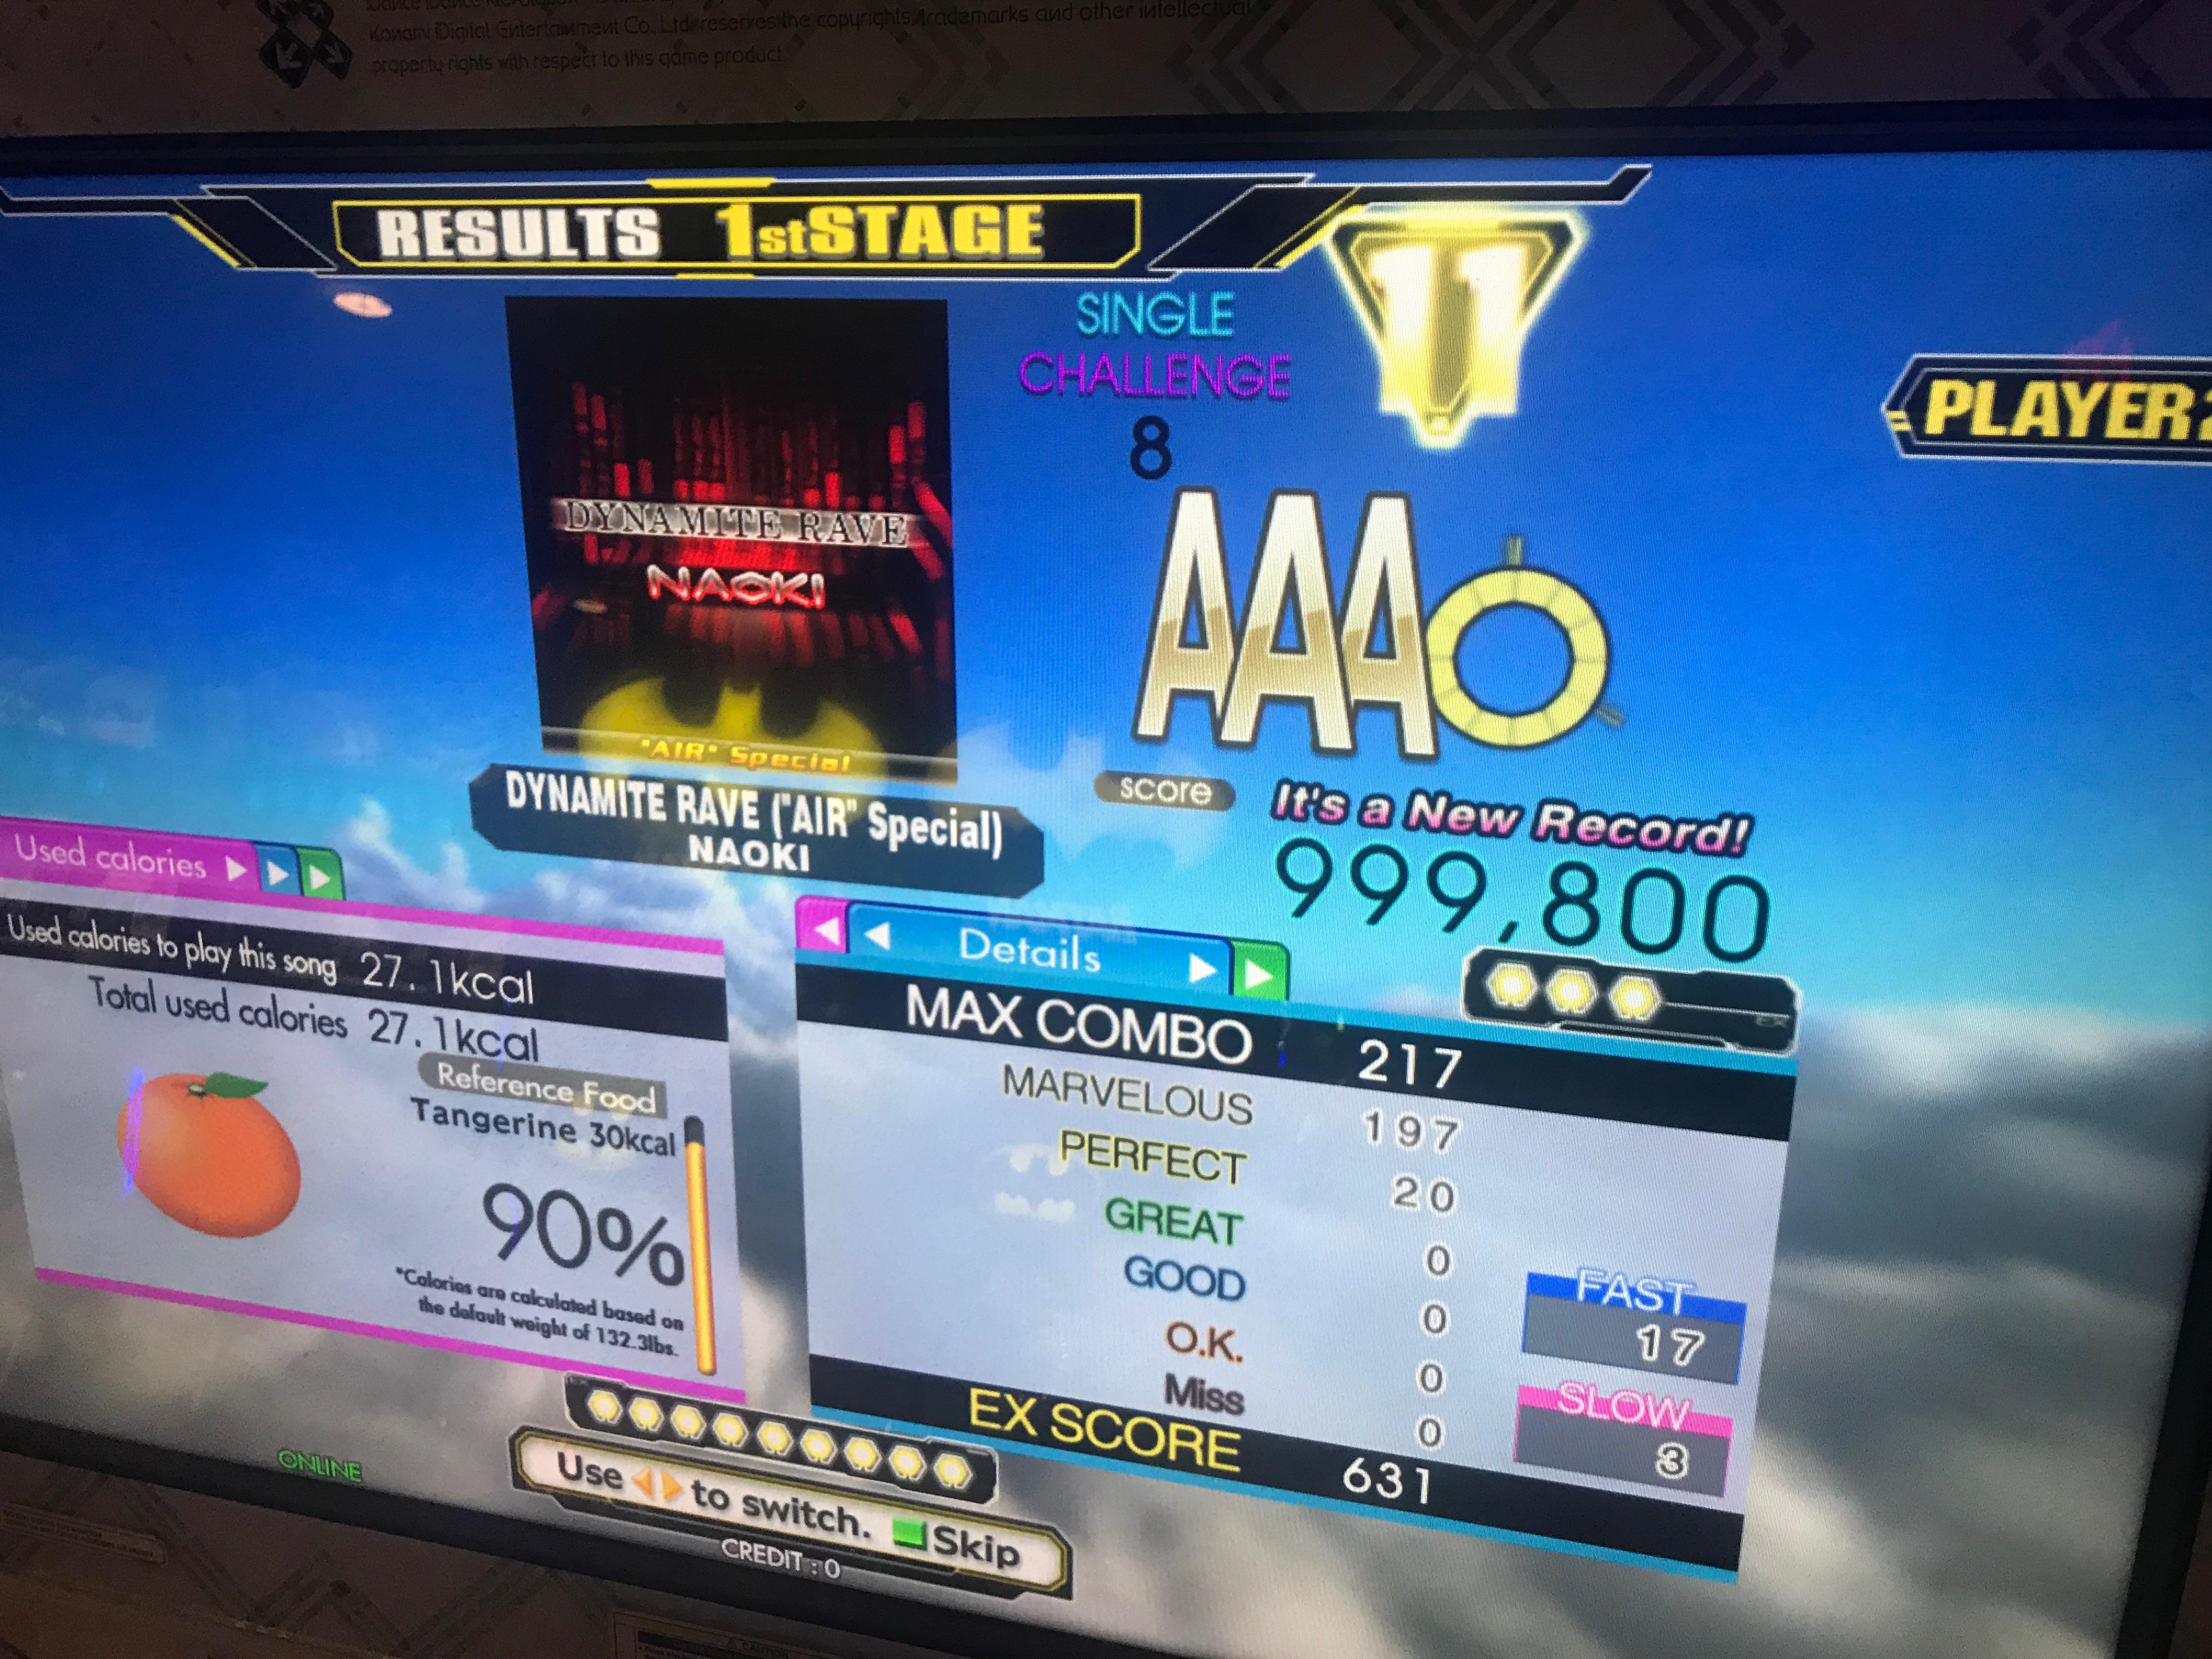 Konami Digital Entertainment Co., Ltd. reserves the copyrights, trademarks and other intellectual
property rights with respect to this game product.
RESULTS 1stSTAGE
11
SINGLE
CHALLENGE
8
PLAYER2
DYNAMITE RAVE
NAOKI
"AIR" Special
AAA
DYNAMITE RAVE ("AIR" Special)
NAOKI
score
It's a New Record!
999,800
EX
Used calories
Used calories to play this song 27.1kcal
Total used calories 27.1kcal
Reference Food
Tangerine 30kcal
90%
*Calories are calculated based on
the default weight of 132.3lbs.
Details
MAX COMBO 217
MARVELOUS 197
PERFECT 20
GREAT 0
GOOD 0
O.K. 0
Miss 0
EX SCORE 631
FAST
17
SLOW
3
EX
ONLINE
Use to switch. Skip
CREDIT : 0